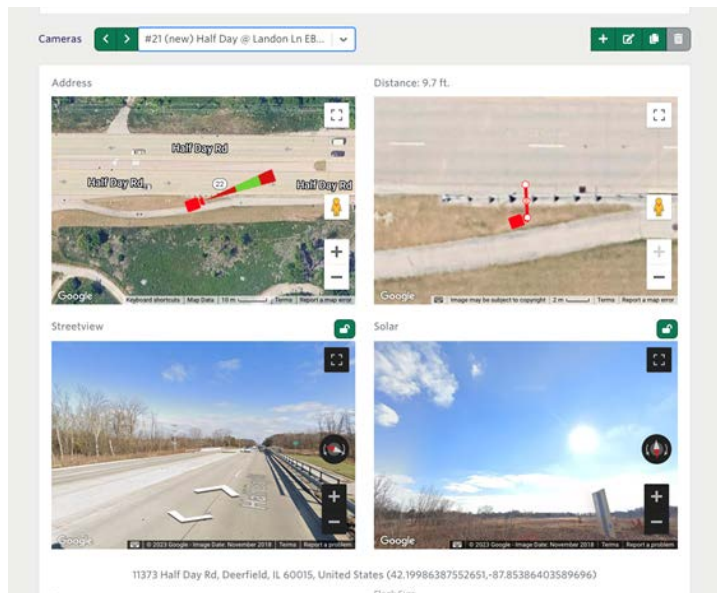 Cameras
#21 (new) Half Day @ Landon Ln EB...
Address
Distance: 9.7 ft.
Half Day Rd
Half Day Rd
22
Half Day Rd
Google
Keyboard shortcuts
Map Data
10 m
Terms
Report a map error
Google
Image may be subject to copyright
2 m
Terms
Report a map error
Streetview
Solar
Google
© 2023 Google
Image Date: November 2018
Terms
Report a problem
Google
© 2023 Google
Image Date: November 2018
Terms
Report a problem
11373 Half Day Rd, Deerfield, IL 60015, United States (42.19986387552651,-87.85386403589696)